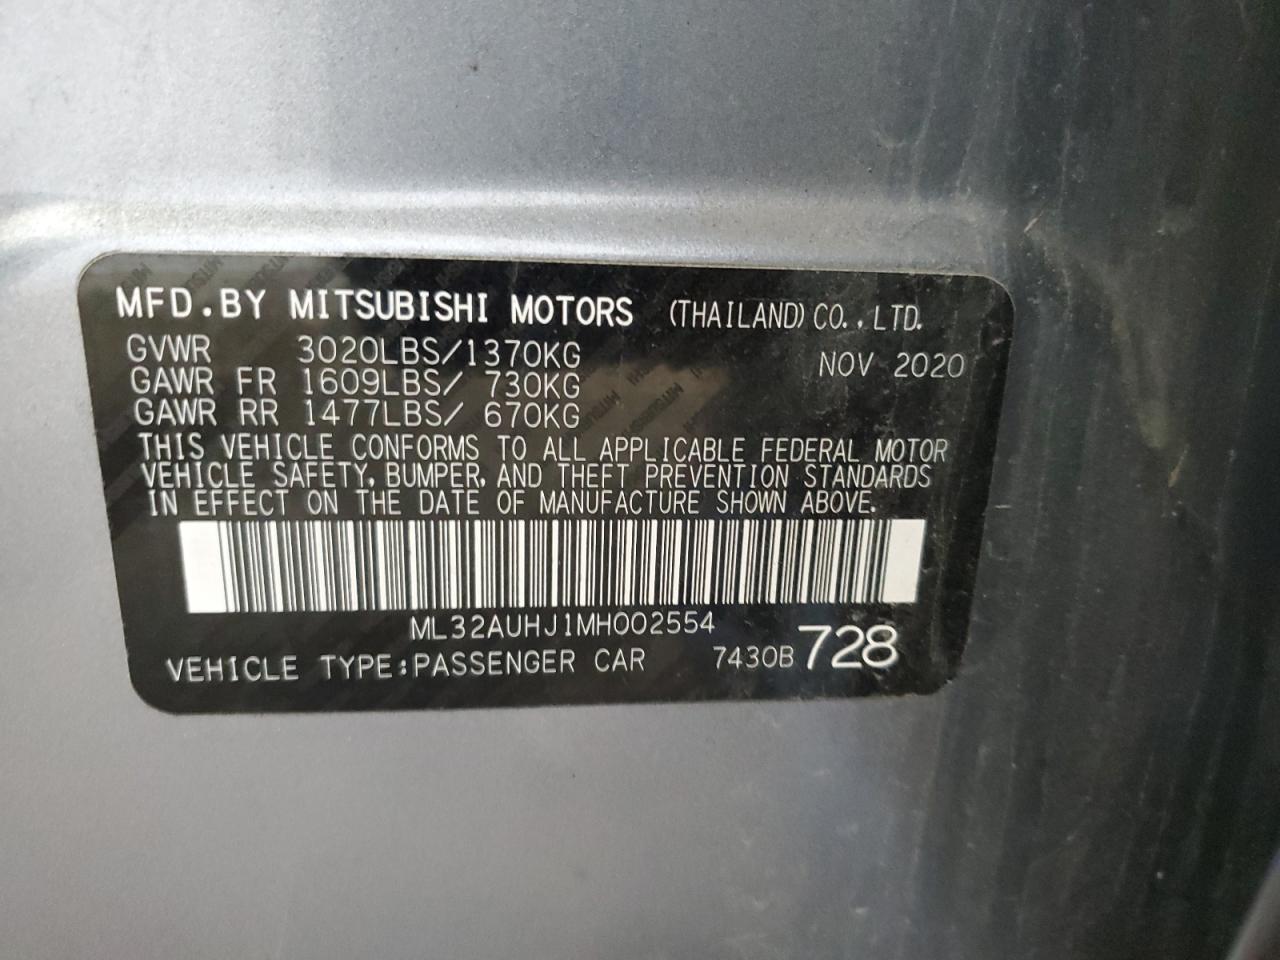 MFD.BY MITSUBISHI MOTORS (THAILAND) CO.,LTD.
GVWR 3020LBS/1370KG NOV 2020
GAWR FR 1609LBS/ 730KG
GAWR RR 1477LBS/ 670KG
THIS VEHICLE CONFORMS TO ALL APPLICABLE FEDERAL MOTOR
VEHICLE SAFETY, BUMPER, AND THEFT PREVENTION STANDARDS
IN EFFECT ON THE DATE OF MANUFACTURE SHOWN ABOVE.
ML32AUHJ1MH002554
VEHICLE TYPE:PASSENGER CAR 7430B 728